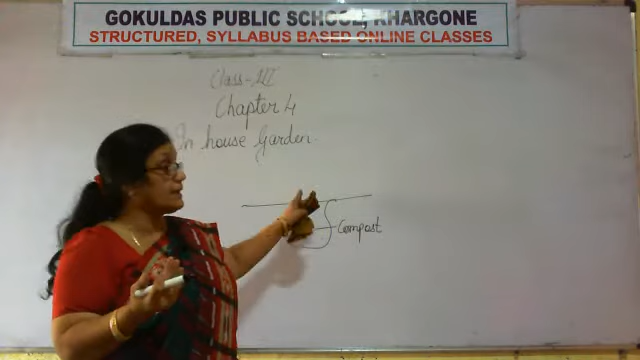 GOKULDAS PUBLIC SCHOOL, KHARGONE
STRUCTURED, SYLLABUS BASED ONLINE CLASSES
Class-III
Chapter 4
In house Garden.
Compost